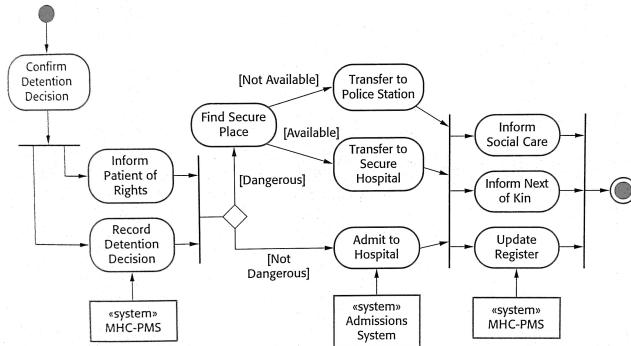 Confirm
Detention
Decision
Inform
Patient of
Rights
Record
Detention
Decision
«system»
MHC-PMS
Find Secure
Place
[Dangerous]
[Not
Dangerous]
[Not Available]
[Available]
Transfer to
Police Station
Transfer to
Secure
Hospital
Admit to
Hospital
«system»
Admissions
System
Inform
Social Care
Inform Next
of Kin
Update
Register
«system»
MHC-PMS